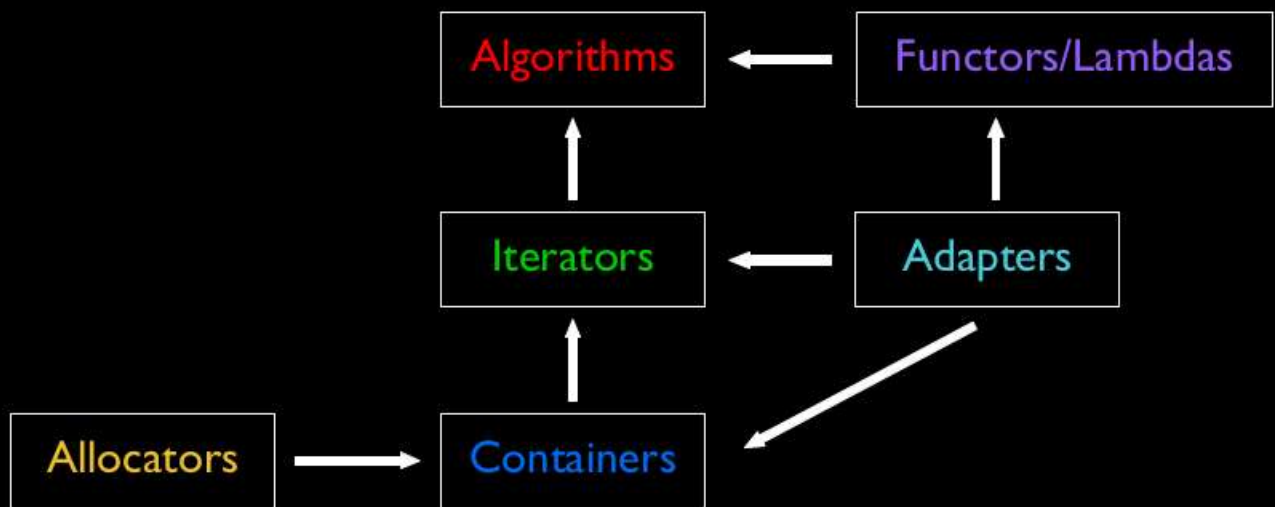 Algorithms
Functors/Lambdas
Iterators
Adapters
Allocators
Containers